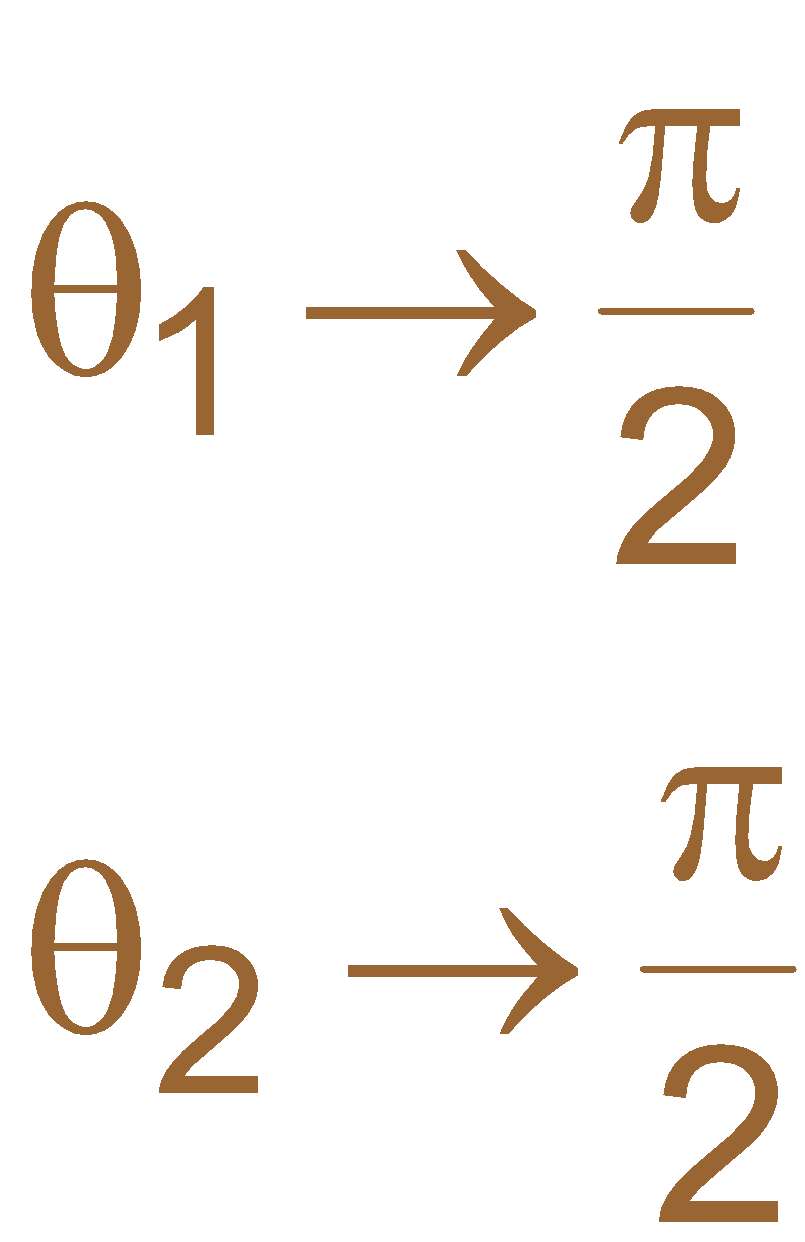 θ₁ → π/2
θ₂ → π/2